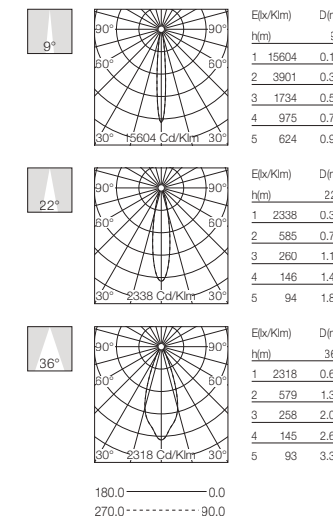 9°
90° 90°
60° 60°
30° 15604 Cd/Klm 30°
E(lx/Klm)
h(m)
1 15604
2 3901
3 1734
4 975
5 624
22°
90° 90°
60° 60°
30° 2338 Cd/Klm 30°
E(lx/Klm)
h(m)
1 2338
2 585
3 260
4 146
5 94
36°
90° 90°
60° 60°
30° 2318 Cd/Klm 30°
E(lx/Klm)
h(m)
1 2318
2 579
3 258
4 145
5 93
180.0 0.0
270.0 90.0